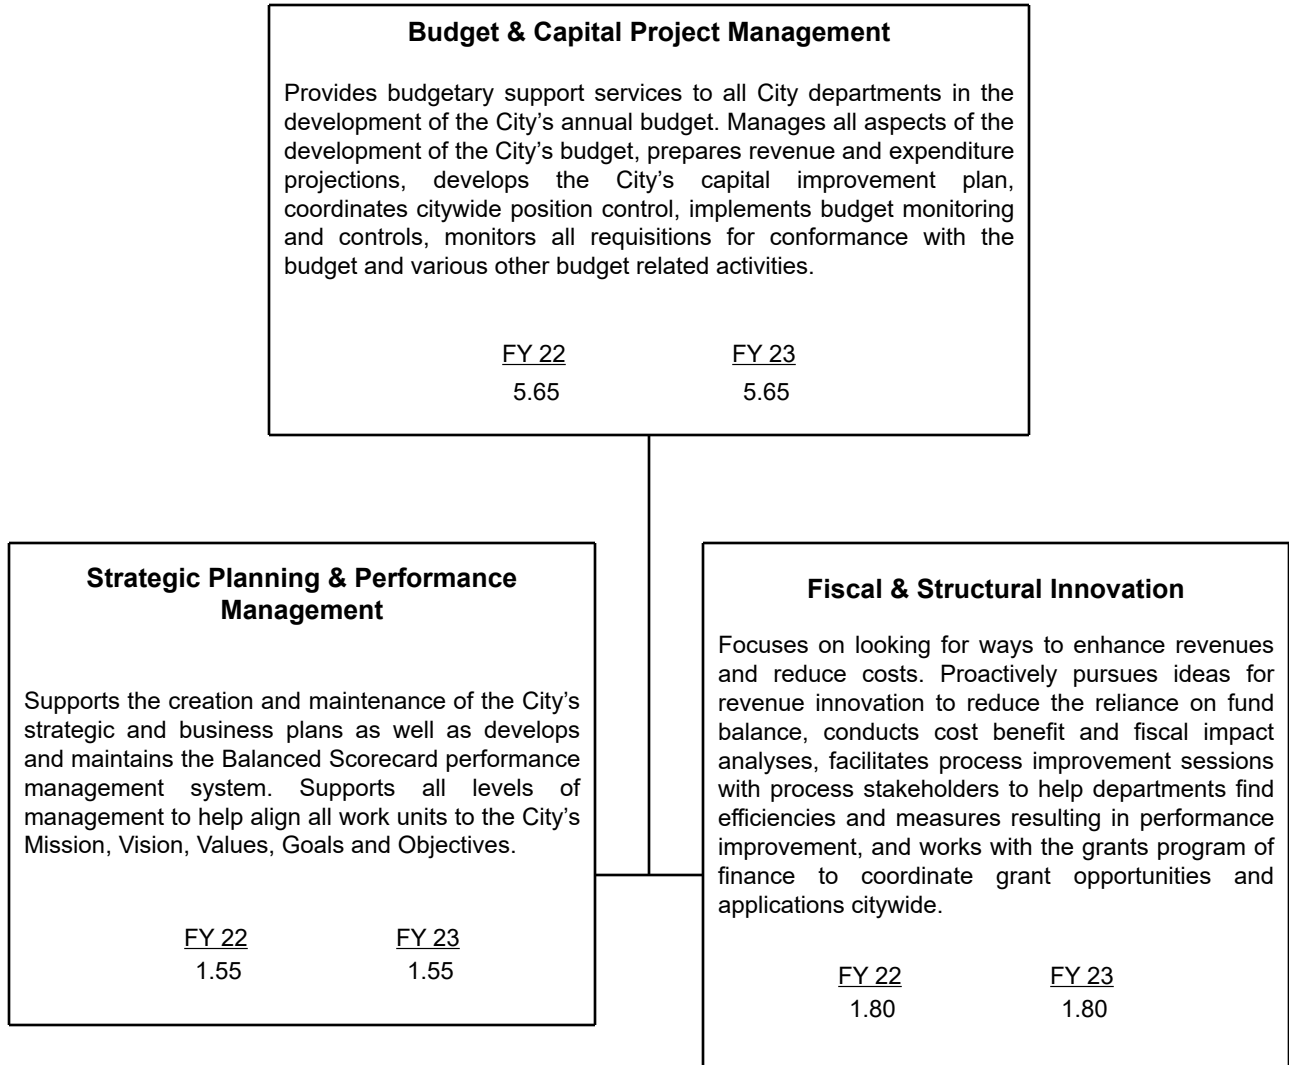 Budget & Capital Project Management
Provides budgetary support services to all City departments in the
development of the City’s annual budget. Manages all aspects of the
development of the City’s budget, prepares revenue and expenditure
projections, develops the City’s capital improvement plan,
coordinates citywide position control, implements budget monitoring
and controls, monitors all requisitions for conformance with the
budget and various other budget related activities.
FY 22 FY 23
5.65 5.65
Strategic Planning & Performance
Management
Supports the creation and maintenance of the City’s
strategic and business plans as well as develops
and maintains the Balanced Scorecard performance
management system. Supports all levels of
management to help align all work units to the City’s
Mission, Vision, Values, Goals and Objectives.
FY 22 FY 23
1.55 1.55
Fiscal & Structural Innovation
Focuses on looking for ways to enhance revenues
and reduce costs. Proactively pursues ideas for
revenue innovation to reduce the reliance on fund
balance, conducts cost benefit and fiscal impact
analyses, facilitates process improvement sessions
with process stakeholders to help departments find
efficiencies and measures resulting in performance
improvement, and works with the grants program of
finance to coordinate grant opportunities and
applications citywide.
FY 22 FY 23
1.80 1.80